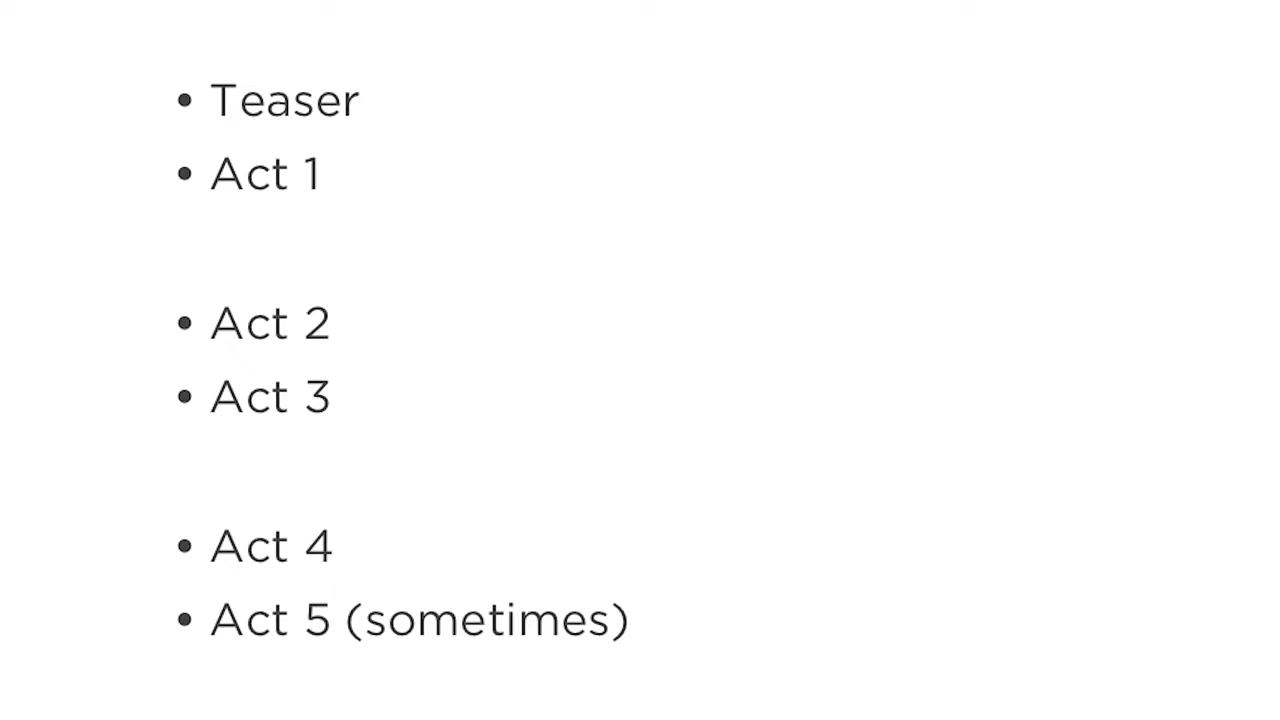 • Teaser
• Act 1
• Act 2
• Act 3
• Act 4
• Act 5 (sometimes)